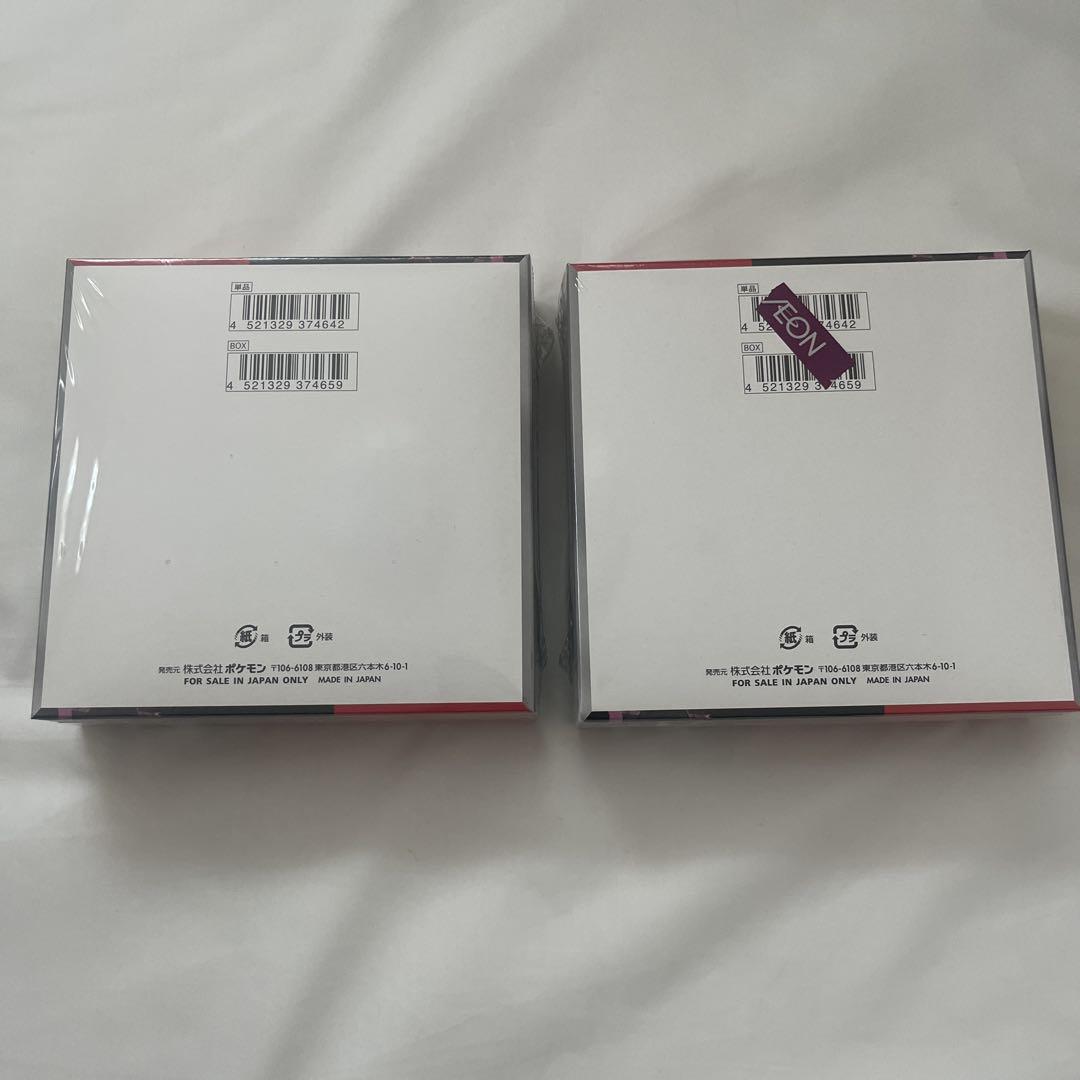 単品
4 521329 374642
BOX
4 521329 374659
紙 箱 プラ 外装
発売元 株式会社 ポケモン 〒106-6108 東京都港区六本木6-10-1
FOR SALE IN JAPAN ONLY MADE IN JAPAN
単品
ÆON
BOX
紙 箱 プラ 外装
発売元 株式会社 ポケモン 〒106-6108 東京都港区六本木6-10-1
FOR SALE IN JAPAN ONLY MADE IN JAPAN